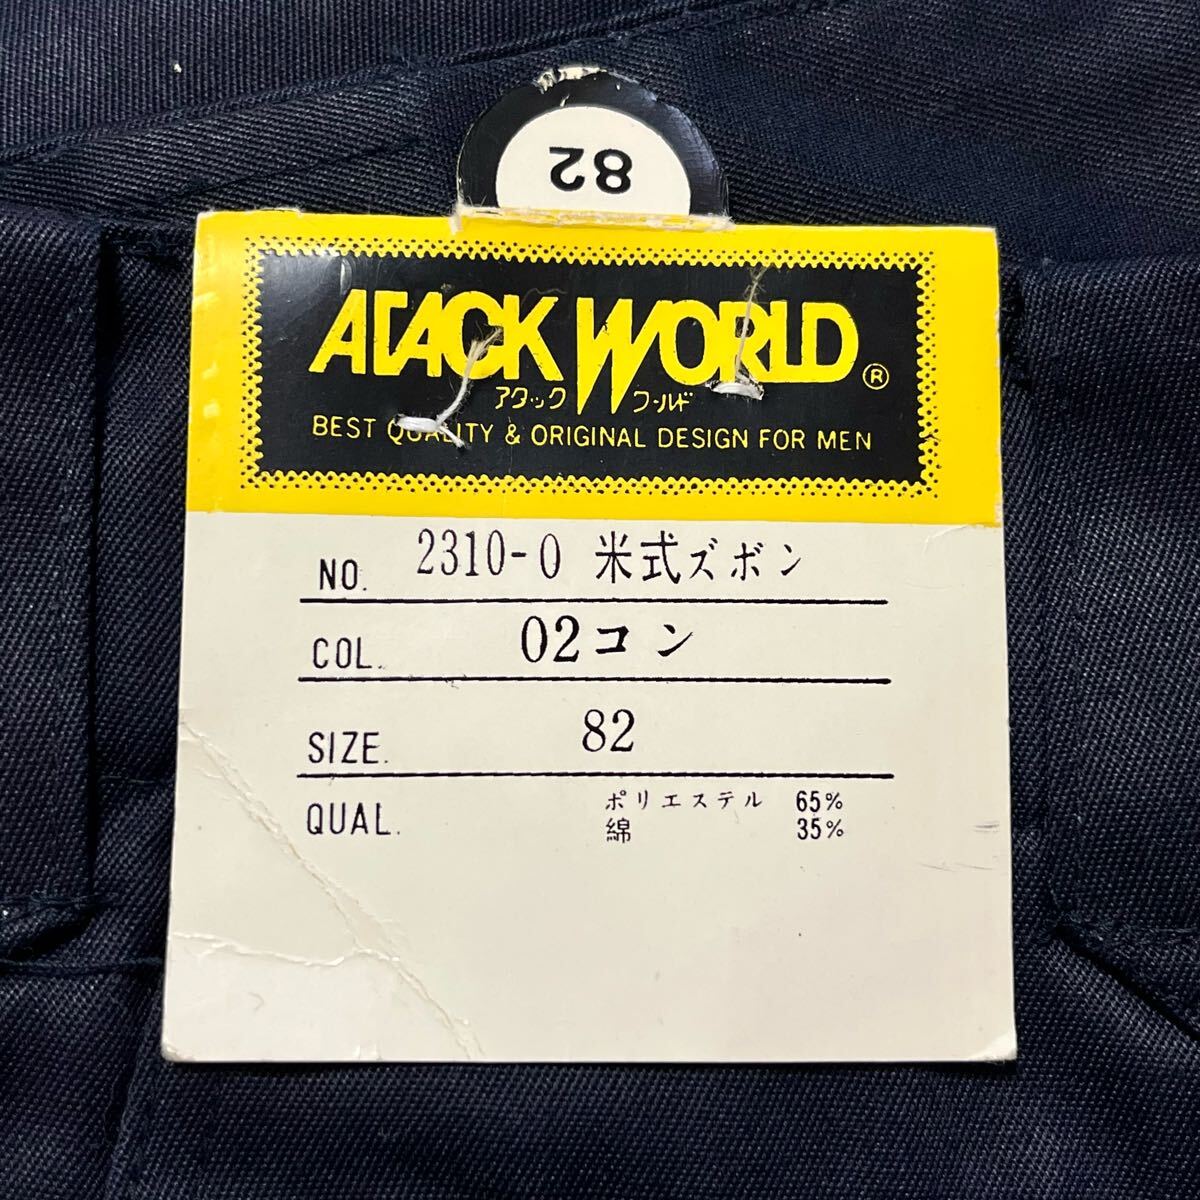 82
ATACK WORLD ®
アタック ワールド
BEST QUALITY & ORIGINAL DESIGN FOR MEN
NO. 2310-0 米式ズボン
COL. 02コン
SIZE. 82
QUAL. ポリエステル 65%
綿 35%